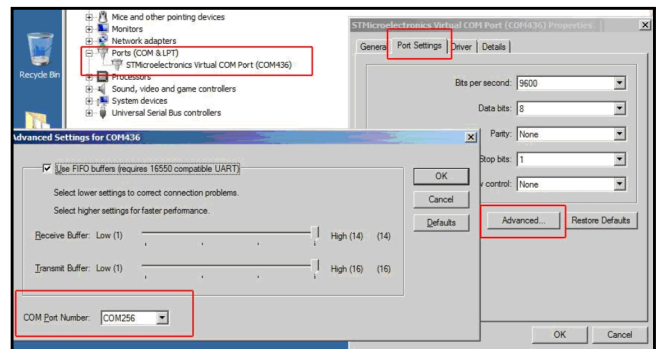 Mice and other pointing devices
Monitors
Network adapters
Ports (COM & LPT)
STMicroelectronics Virtual COM Port (COM436)
Processors
Sound, video and game controllers
System devices
Universal Serial Bus controllers
Recycle Bin
STMicroelectronics Virtual COM Port (COM436) Properties
General Port Settings Driver Details
Bits per second: 9600
Data bits: 8
Parity: None
Stop bits: 1
control: None
Advanced... Restore Defaults
OK Cancel
Advanced Settings for COM436
Use FIFO buffers (requires 16550 compatible UART)
Select lower settings to correct connection problems.
Select higher settings for faster performance.
Receive Buffer: Low (1) High (14) (14)
Transmit Buffer: Low (1) High (16) (16)
COM Port Number: COM256
OK
Cancel
Defaults